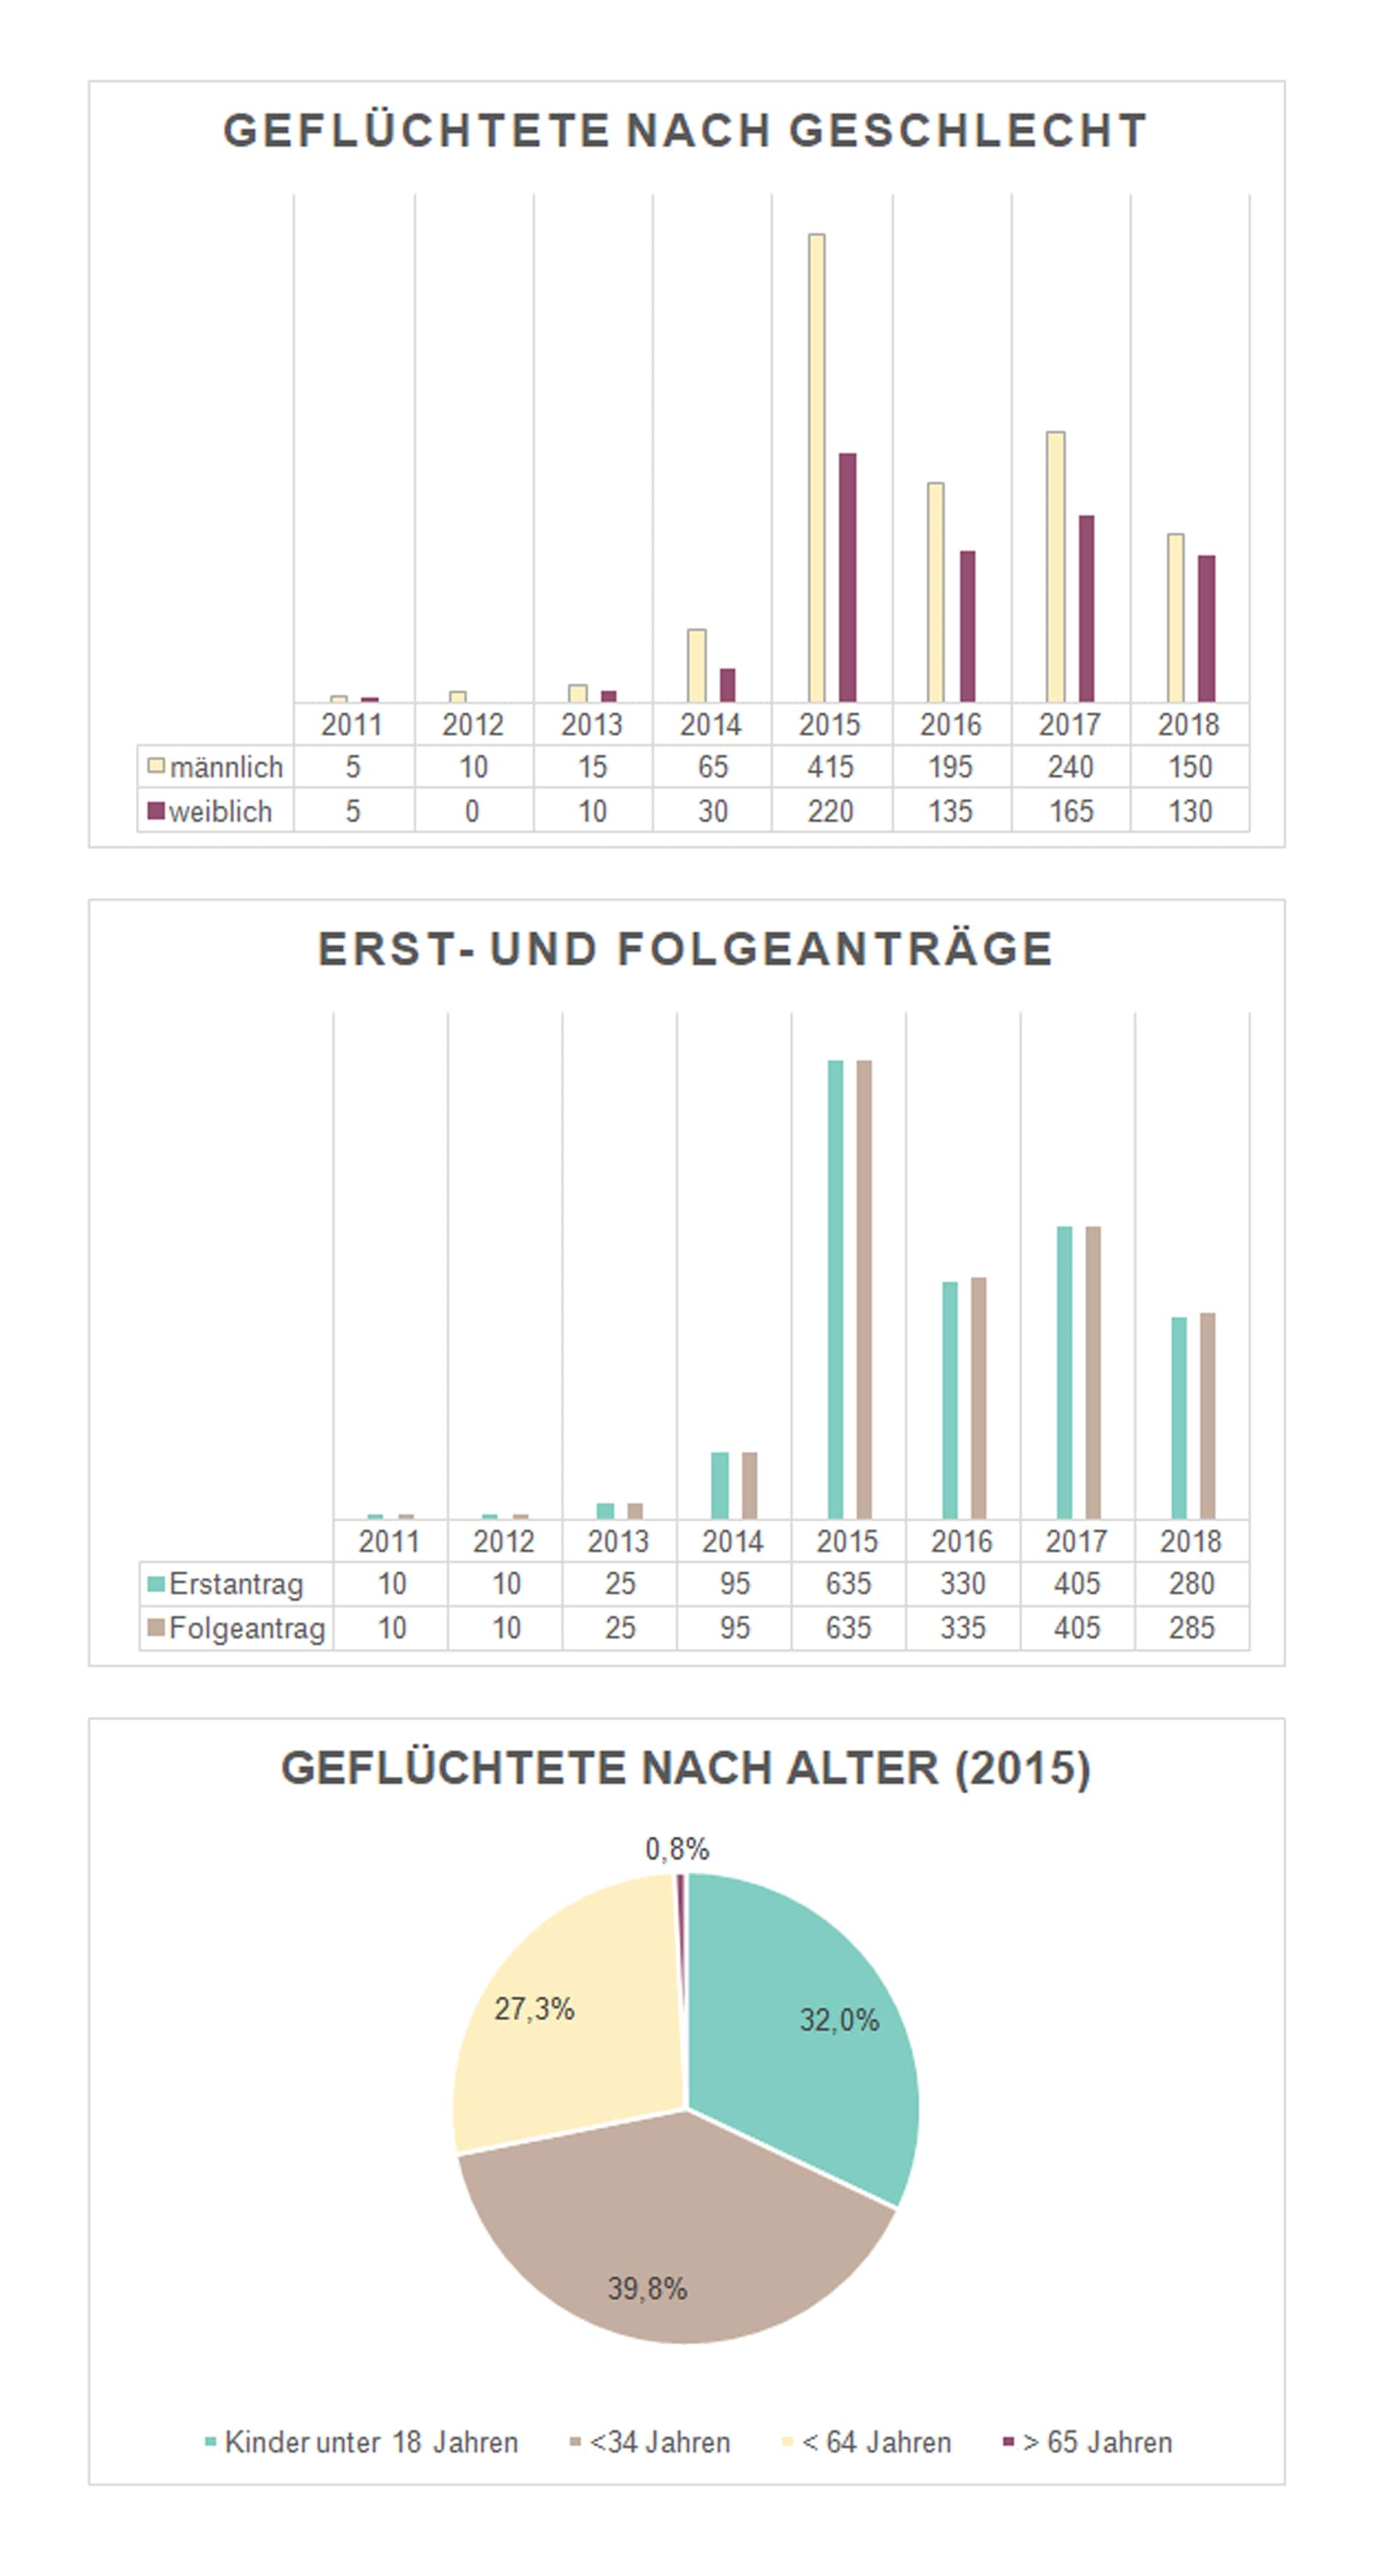 GEFLÜCHTETE NACH GESCHLECHT
2011 2012 2013 2014 2015 2016 2017 2018
männlich 5 10 15 65 415 195 240 150
weiblich 5 0 10 30 220 135 165 130
ERST- UND FOLGEANTRÄGE
2011 2012 2013 2014 2015 2016 2017 2018
Erstantrag 10 10 25 95 635 330 405 280
Folgeantrag 10 10 25 95 635 335 405 285
GEFLÜCHTETE NACH ALTER (2015)
0,8%
27,3% 32,0%
39,8%
Kinder unter 18 Jahren <34 Jahren < 64 Jahren > 65 Jahren